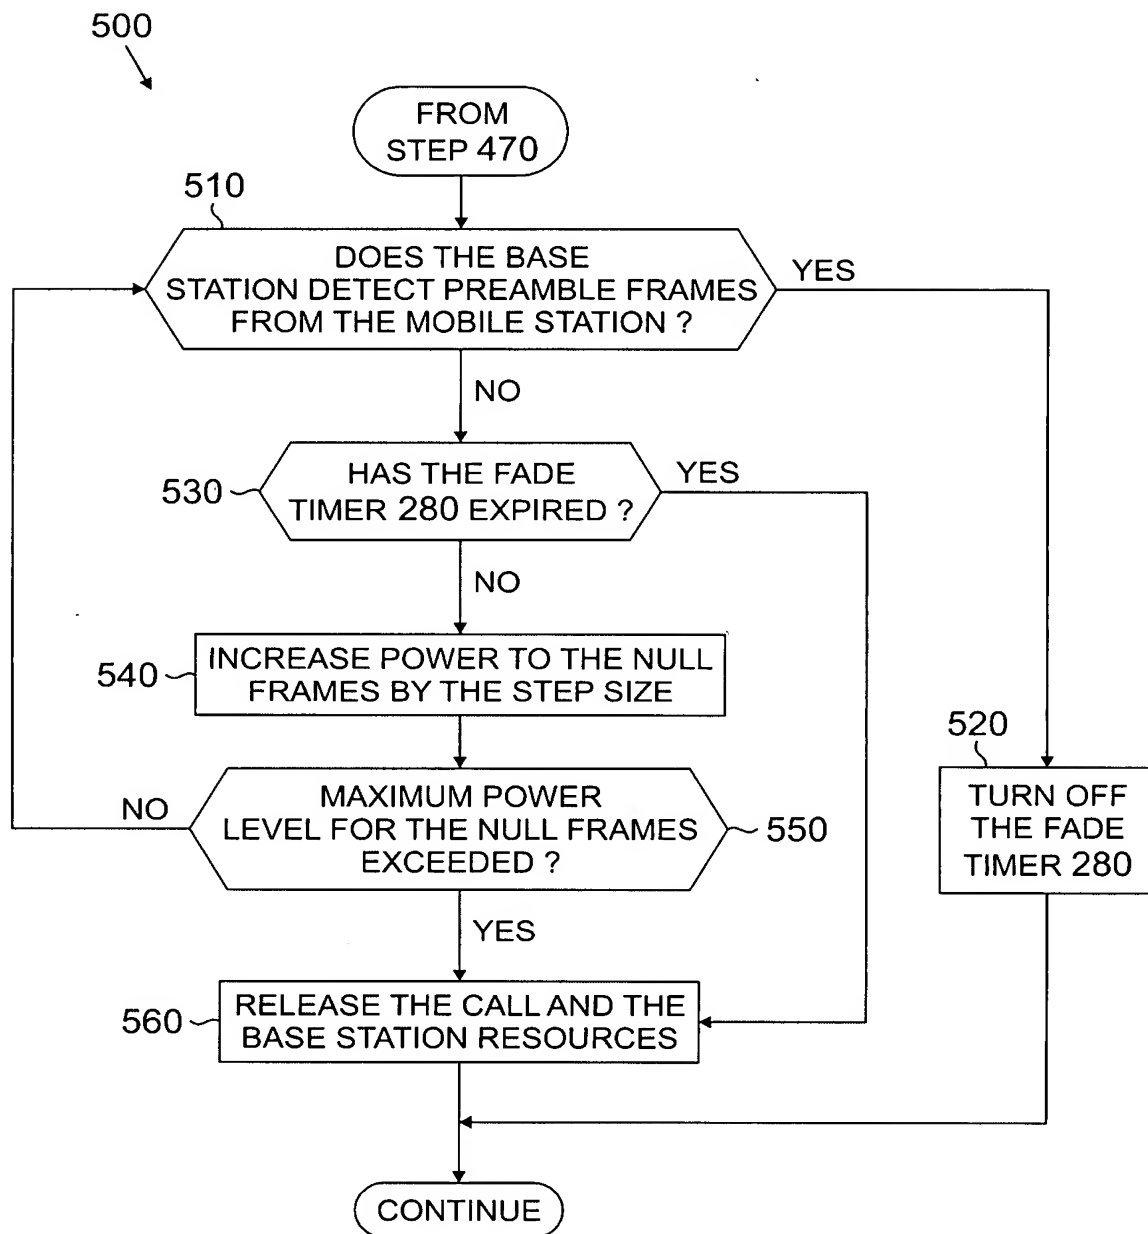 500
FROM
STEP 470
510
DOES THE BASE
STATION DETECT PREAMBLE FRAMES
FROM THE MOBILE STATION ?
YES
NO
530
HAS THE FADE
TIMER 280 EXPIRED ?
YES
NO
540
INCREASE POWER TO THE NULL
FRAMES BY THE STEP SIZE
520
TURN OFF
THE FADE
TIMER 280
NO
MAXIMUM POWER
LEVEL FOR THE NULL FRAMES
EXCEEDED ?
550
YES
560
RELEASE THE CALL AND THE
BASE STATION RESOURCES
CONTINUE